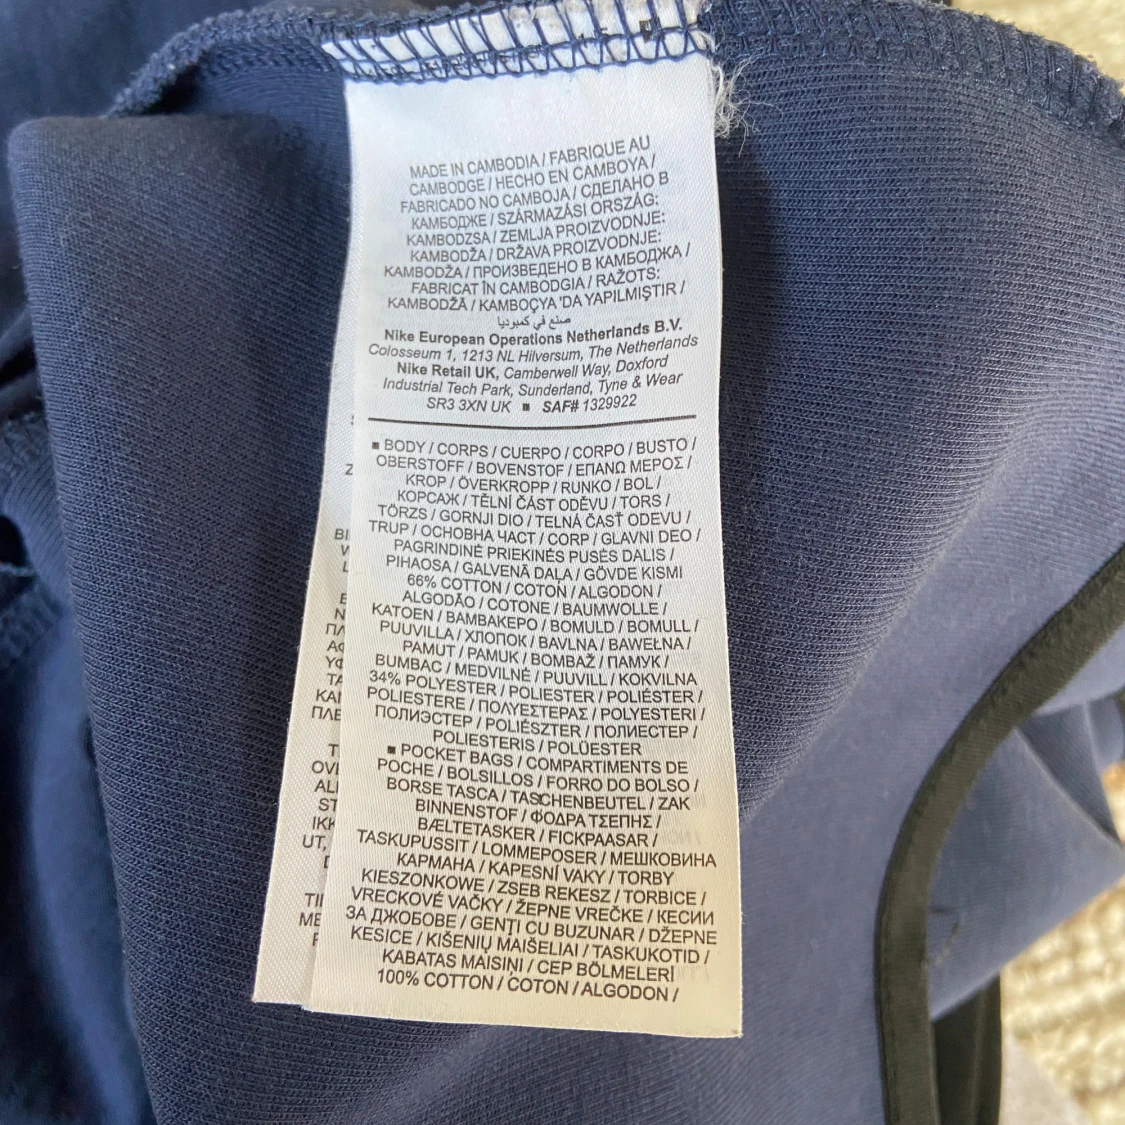 MADE IN CAMBODIA / FABRIQUE AU
CAMBODGE / HECHO EN CAMBOYA /
FABRICADO NO CAMBOJA / СДЕЛАНО В
КАМБОДЖЕ / SZÁRMAZÁSI ORSZÁG:
KAMBODZSA / ZEMLJA PROIZVODNJE:
KAMBODŽA / DRŽAVA PROIZVODNJE:
KAMBODŽA / ПРОИЗВЕДЕНО В КАМБОДЖА /
FABRICAT ÎN CAMBODGIA / RAŽOTS:
KAMBODŽĀ / KAMBOÇYA 'DA YAPILMIŞTIR /
صنع في كمبوديا
Nike European Operations Netherlands B.V.
Colosseum 1, 1213 NL Hilversum, The Netherlands
Nike Retail UK, Camberwell Way, Doxford
Industrial Tech Park, Sunderland, Tyne & Wear
SR3 3XN UK ■ SAF# 1329922
■ BODY / CORPS / CUERPO / CORPO / BUSTO /
OBERSTOFF / BOVENSTOF / ΕΠΑΝΩ ΜΕΡΟΣ /
KROP / ÖVERKROPP / RUNKO / BOL /
КОРСАЖ / TĚLNÍ ČÁST ODĚVU / TORS /
TÖRZS / GORNJI DIO / TELNÁ ČASŤ ODEVU /
TRUP / ОСНОВНА ЧАСТ / CORP / GLAVNI DEO /
PAGRINDINĖ PRIEKINĖS PUSĖS DALIS /
PIHAOSA / GALVENĀ DAĻA / GÖVDE KISMI
66% COTTON / COTON / ALGODON /
ALGODÃO / COTONE / BAUMWOLLE /
KATOEN / ΒΑΜΒΑΚΕΡΟ / BOMULD / BOMULL /
PUUVILLA / ХЛОПОК / BAVLNA / BAWEŁNA /
PAMUT / PAMUK / BOMBAŽ / ПАМУК /
BUMBAC / MEDVILNĖ / PUUVILL / KOKVILNA
34% POLYESTER / POLIESTER / POLIÉSTER /
POLIESTERE / ΠΟΛΥΕΣΤΕΡΑΣ / POLYESTERI /
ПОЛИЭСТЕР / POLIÉSZTER / ПОЛИЕСТЕР /
POLIESTERIS / POLÜESTER
■ POCKET BAGS / COMPARTIMENTS DE
POCHE / BOLSILLOS / FORRO DO BOLSO /
BORSE TASCA / TASCHENBEUTEL / ZAK
BINNENSTOF / ΦΟΔΡΑ ΤΣΕΠΗΣ /
BÆLTETASKER / FICKPAASAR /
TASKUPUSSIT / LOMMEPOSER / МЕШКОВИНА
КАРМАНА / KAPESNÍ VAKY / TORBY
KIESZONKOWE / ZSEB REKESZ / TORBICE /
VRECKOVÉ VAČKY / ŽEPNE VREČKE / КЕСИИ
ЗА ДЖОБОВЕ / GENŢI CU BUZUNAR / DŽEPNE
KESICE / KIŠENIŲ MAIŠELIAI / TASKUKOTID /
KABATAS MAISIŅI / CEP BÖLMELERİ
100% COTTON / COTON / ALGODON /